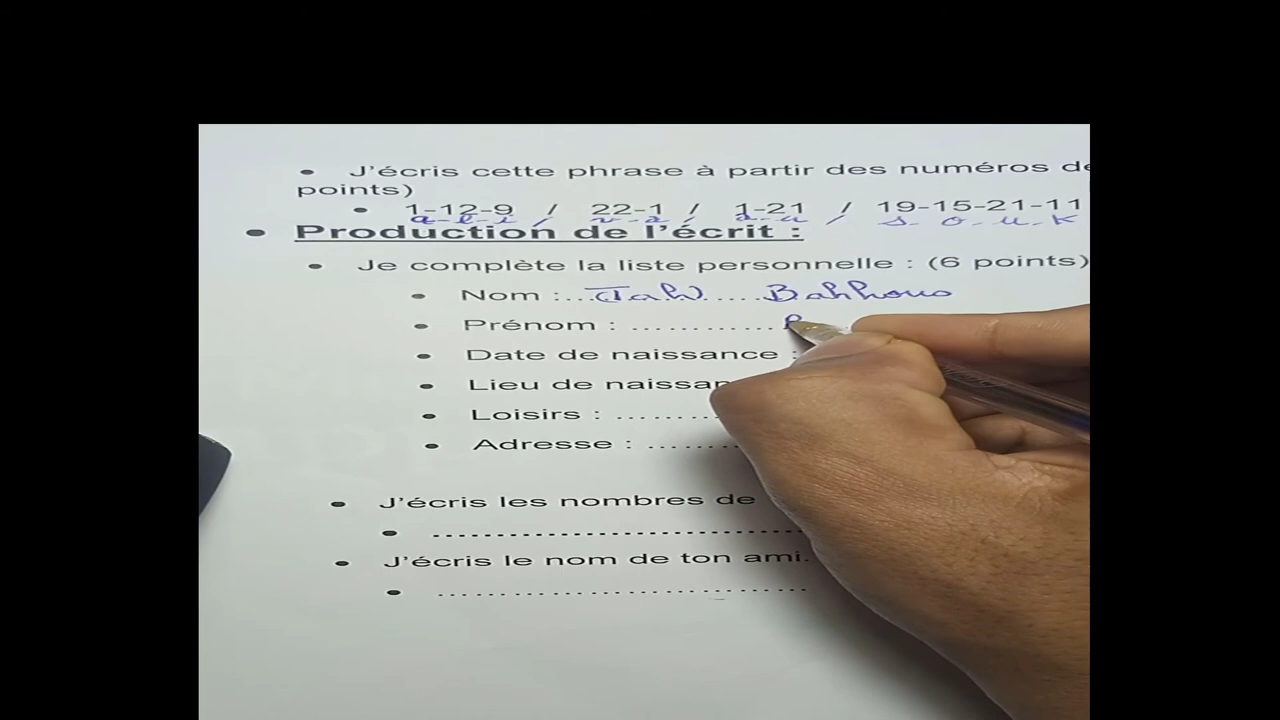 • J'écris cette phrase à partir des numéros de
points)
• 1-12-9 / 22-1 / 1-21 / 19-15-21-11
a-l-i / v-a / a-u / s-o-u-k
• Production de l'écrit :
• Je complète la liste personnelle : (6 points)
• Nom :... ..... Bahhous
• Prénom : ............
• Date de naissance :
• Lieu de naissan
• Loisirs : .........
• Adresse : .........
• J'écris les nombres de
• ........................................
• J'écris le nom de ton ami.
• ........................................